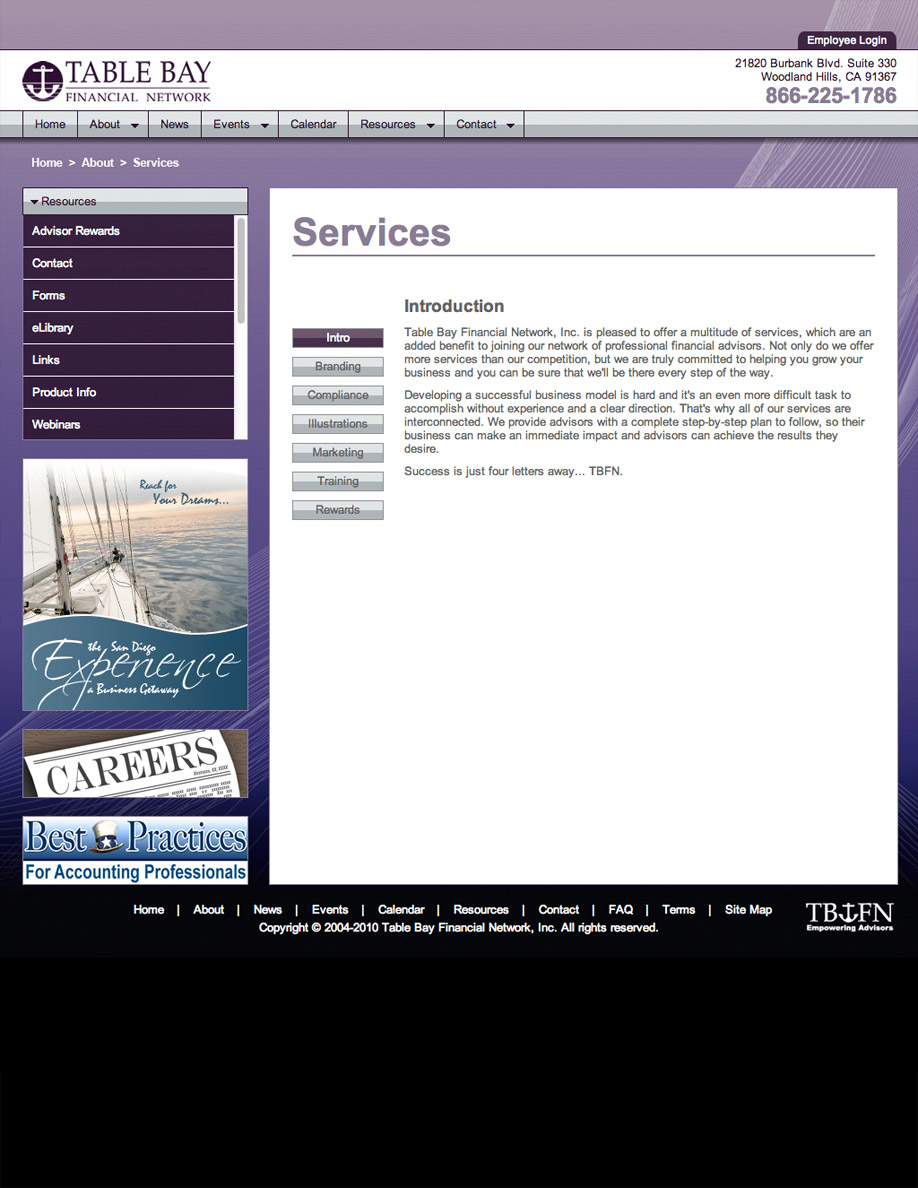 Employee Login
TABLE BAY
FINANCIAL NETWORK
21820 Burbank Blvd. Suite 330
Woodland Hills, CA 91367
866-225-1786
Home About News Events Calendar Resources Contact
Home > About > Services
Resources
Advisor Rewards
Contact
Forms
eLibrary
Links
Product Info
Webinars
Reach for
Your Dreams...
the San Diego
Experience
a Business Getaway
CAREERS
Best Practices
For Accounting Professionals
Services
Intro
Branding
Compliance
Illustrations
Marketing
Training
Rewards
Introduction
Table Bay Financial Network, Inc. is pleased to offer a multitude of services, which are an
added benefit to joining our network of professional financial advisors. Not only do we offer
more services than our competition, but we are truly committed to helping you grow your
business and you can be sure that we'll be there every step of the way.
Developing a successful business model is hard and it's an even more difficult task to
accomplish without experience and a clear direction. That's why all of our services are
interconnected. We provide advisors with a complete step-by-step plan to follow, so their
business can make an immediate impact and advisors can achieve the results they
desire.
Success is just four letters away... TBFN.
Home | About | News | Events | Calendar | Resources | Contact | FAQ | Terms | Site Map
Copyright © 2004-2010 Table Bay Financial Network, Inc. All rights reserved.
TBFN
Empowering Advisors